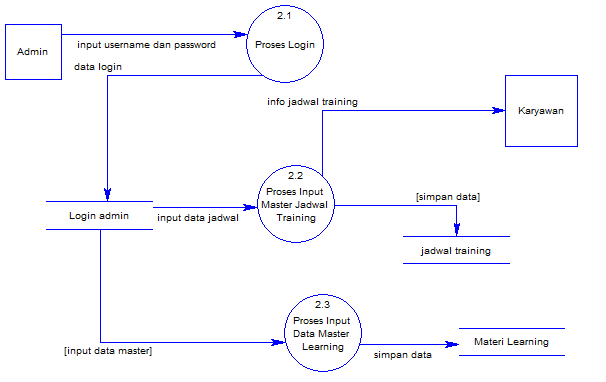 2.1
Admin
input username dan password
Proses Login
data login
info jadwal training
Karyawan
2.2
Proses Input
Master Jadwal
Training
[simpan data]
Login admin
input data jadwal
jadwal training
2.3
Proses Input
Data Master
Learning
[input data master]
simpan data
Materi Learning